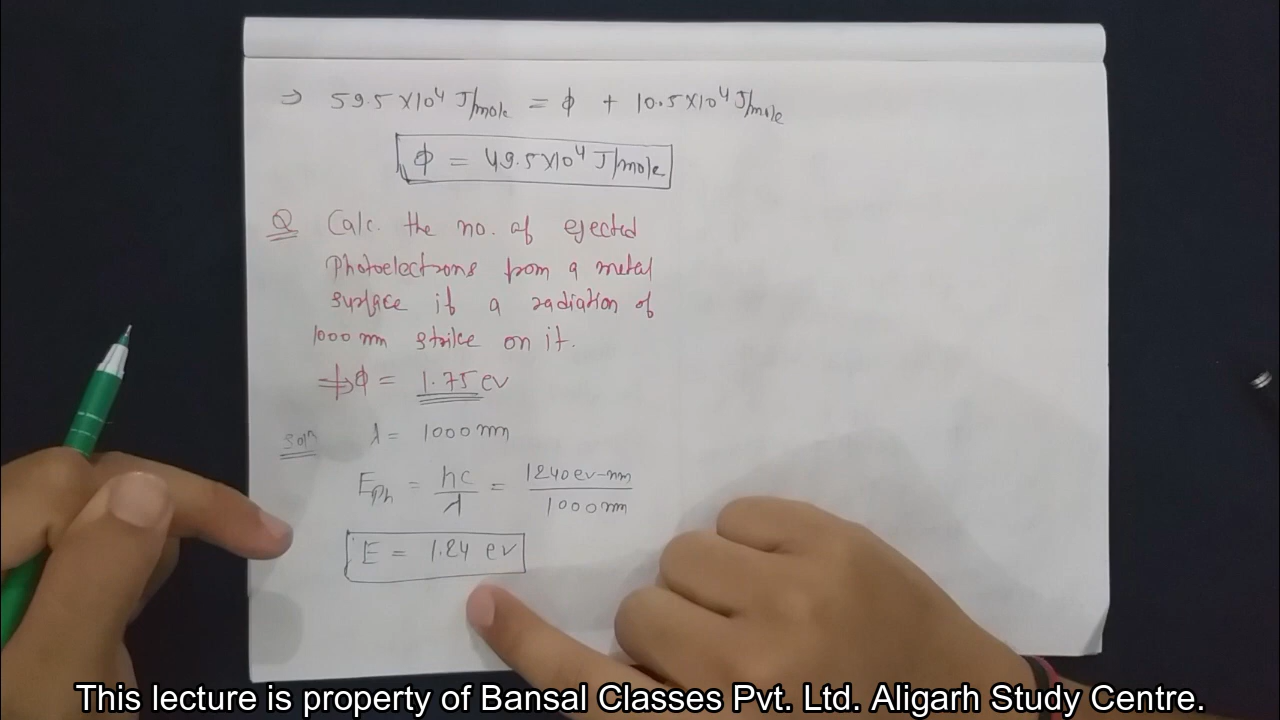 ⇒ 59.5×10⁴ J/mole = ϕ + 10.5×10⁴ J/mole
ϕ = 49.5×10⁴ J/mole
Q Calc. the no. of ejected
photoelectrons from a metal
surface if a radiation of
1000 nm strike on it.
⇒ ϕ = 1.75 ev
Solⁿ λ = 1000 nm
E_Ph = hc/λ = 1240 ev-nm/1000 nm
E = 1.24 ev
This lecture is property of Bansal Classes Pvt. Ltd. Aligarh Study Centre.